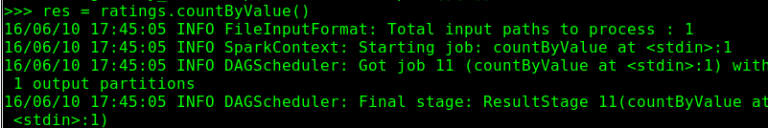 >>> res = ratings.countByValue()
16/06/10 17:45:05 INFO FileInputFormat: Total input paths to process : 1
16/06/10 17:45:05 INFO SparkContext: Starting job: countByValue at <stdin>:1
16/06/10 17:45:05 INFO DAGScheduler: Got job 11 (countByValue at <stdin>:1) with
1 output partitions
16/06/10 17:45:05 INFO DAGScheduler: Final stage: ResultStage 11(countByValue at
<stdin>:1)